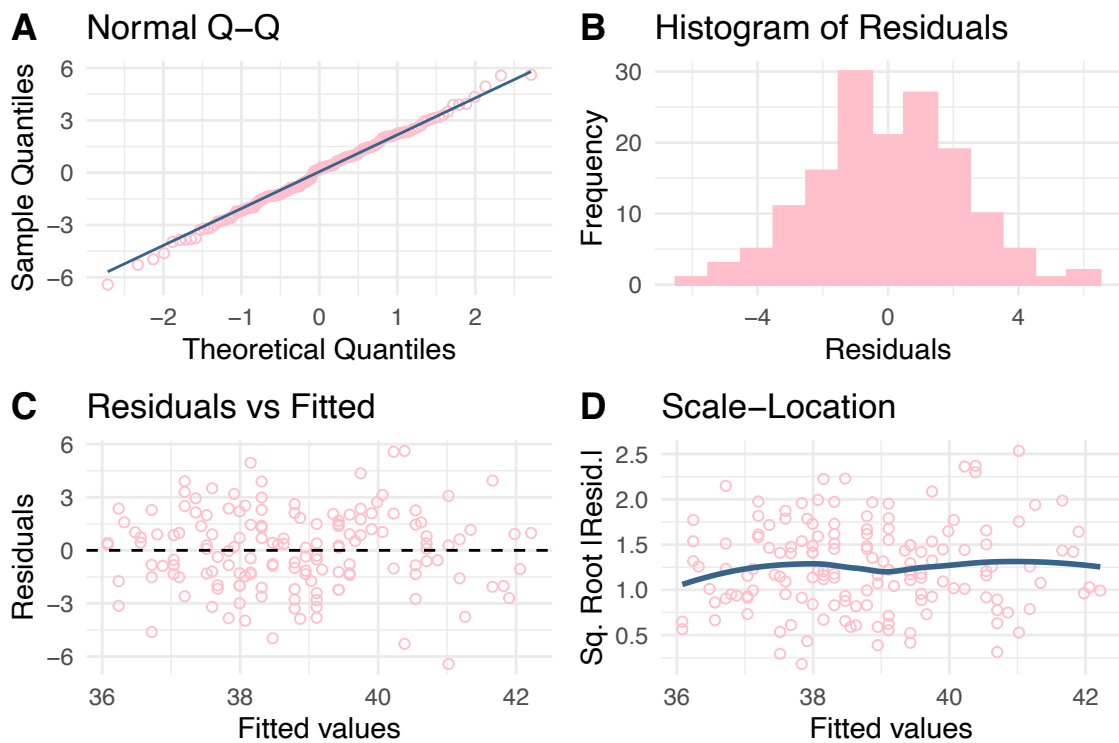 A Normal Q−Q
Sample Quantiles
6
3
0
−3
−6
−2 −1 0 1 2
Theoretical Quantiles
B Histogram of Residuals
Frequency
30
20
10
0
−4 0 4
Residuals
C Residuals vs Fitted
Residuals
6
3
0
−3
−6
36 38 40 42
Fitted values
D Scale−Location
Sq. Root |Resid.|
2.5
2.0
1.5
1.0
0.5
36 38 40 42
Fitted values